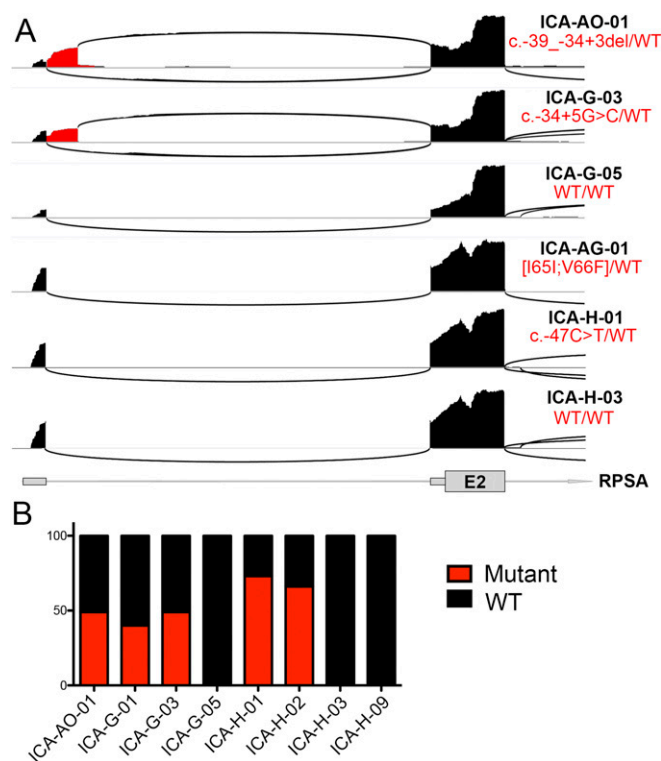 A
ICA-AO-01
c.-39_-34+3del/WT
ICA-G-03
c.-34+5G>C/WT
ICA-G-05
WT/WT
ICA-AG-01
[I65I;V66F]/WT
ICA-H-01
c.-47C>T/WT
ICA-H-03
WT/WT
E2
RPSA
B
100
50
0
Mutant
WT
ICA-AO-01
ICA-G-01
ICA-G-03
ICA-G-05
ICA-H-01
ICA-H-02
ICA-H-03
ICA-H-09